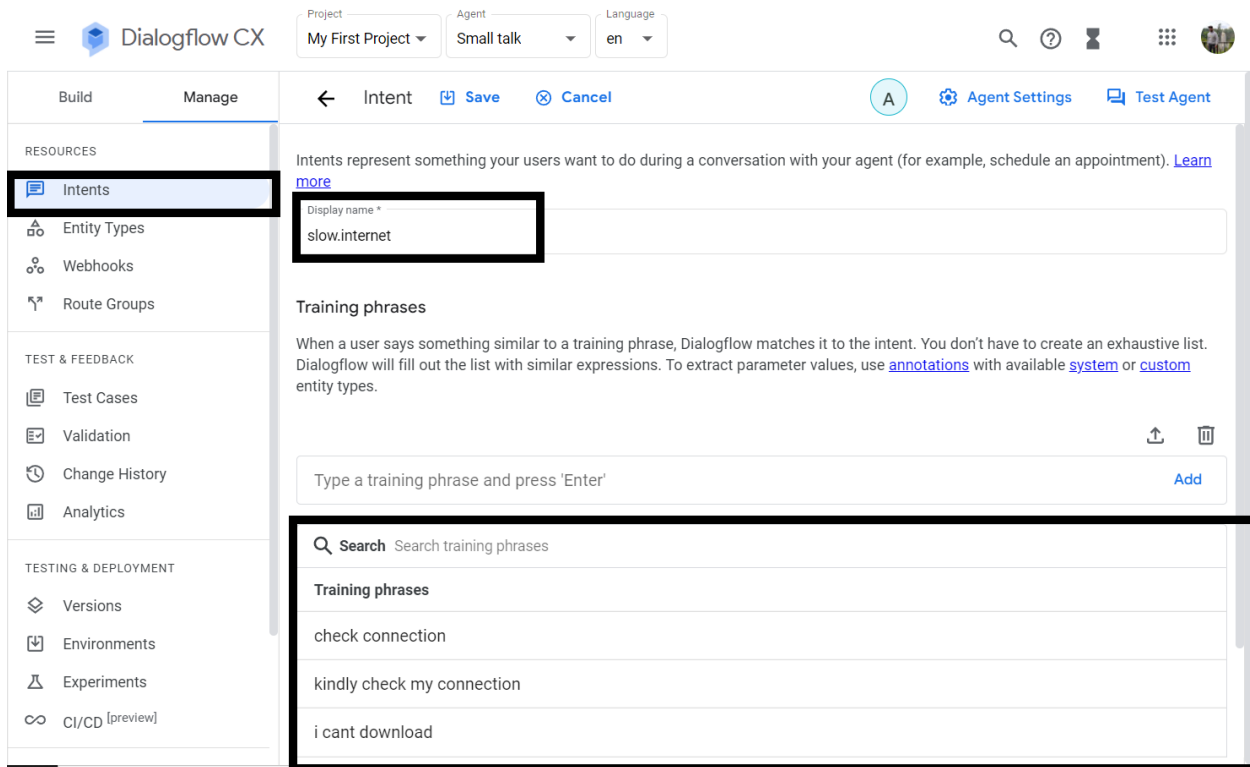 Project
Agent
Language
Dialogflow CX
My First Project
Small talk
en
Build
Manage
Intent
Save
Cancel
A
Agent Settings
Test Agent
RESOURCES
Intents
Entity Types
Webhooks
Route Groups
TEST & FEEDBACK
Test Cases
Validation
Change History
Analytics
TESTING & DEPLOYMENT
Versions
Environments
Experiments
CI/CD [preview]
Intents represent something your users want to do during a conversation with your agent (for example, schedule an appointment). Learn
more
Display name *
slow.internet
Training phrases
When a user says something similar to a training phrase, Dialogflow matches it to the intent. You don't have to create an exhaustive list.
Dialogflow will fill out the list with similar expressions. To extract parameter values, use annotations with available system or custom
entity types.
Type a training phrase and press 'Enter'
Add
Search Search training phrases
Training phrases
check connection
kindly check my connection
i cant download